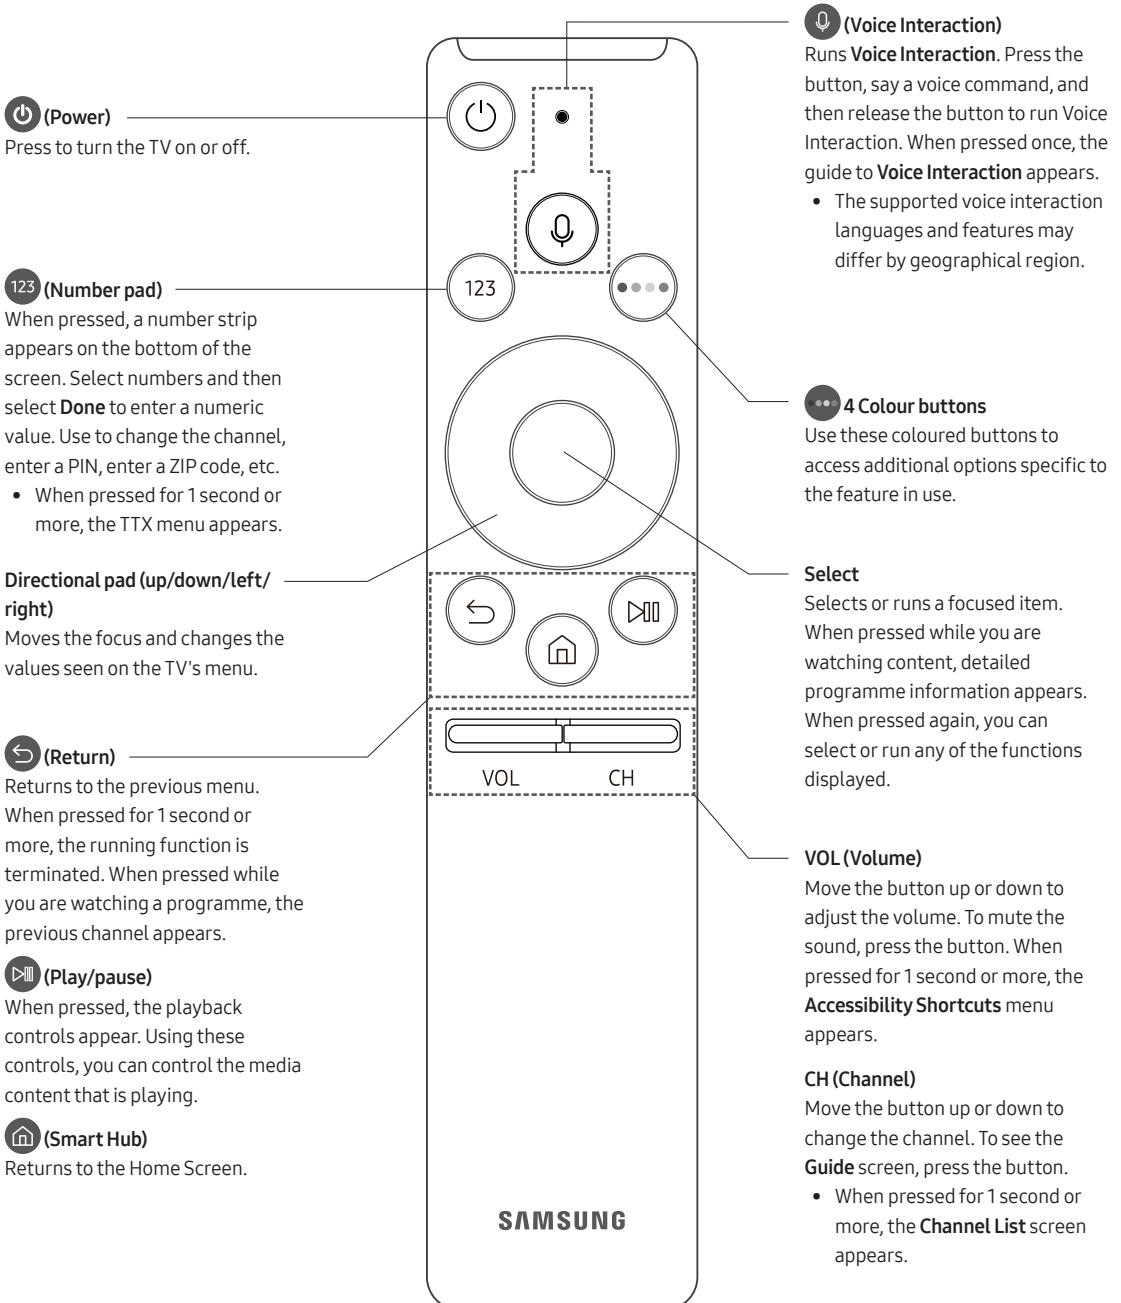 (Power)
Press to turn the TV on or off.
123 (Number pad)
When pressed, a number strip
appears on the bottom of the
screen. Select numbers and then
select Done to enter a numeric
value. Use to change the channel,
enter a PIN, enter a ZIP code, etc.
• When pressed for 1 second or
more, the TTX menu appears.
Directional pad (up/down/left/
right)
Moves the focus and changes the
values seen on the TV's menu.
(Return)
Returns to the previous menu.
When pressed for 1 second or
more, the running function is
terminated. When pressed while
you are watching a programme, the
previous channel appears.
(Play/pause)
When pressed, the playback
controls appear. Using these
controls, you can control the media
content that is playing.
(Smart Hub)
Returns to the Home Screen.
123
VOL CH
SAMSUNG
(Voice Interaction)
Runs Voice Interaction. Press the
button, say a voice command, and
then release the button to run Voice
Interaction. When pressed once, the
guide to Voice Interaction appears.
• The supported voice interaction
languages and features may
differ by geographical region.
4 Colour buttons
Use these coloured buttons to
access additional options specific to
the feature in use.
Select
Selects or runs a focused item.
When pressed while you are
watching content, detailed
programme information appears.
When pressed again, you can
select or run any of the functions
displayed.
VOL (Volume)
Move the button up or down to
adjust the volume. To mute the
sound, press the button. When
pressed for 1 second or more, the
Accessibility Shortcuts menu
appears.
CH (Channel)
Move the button up or down to
change the channel. To see the
Guide screen, press the button.
• When pressed for 1 second or
more, the Channel List screen
appears.